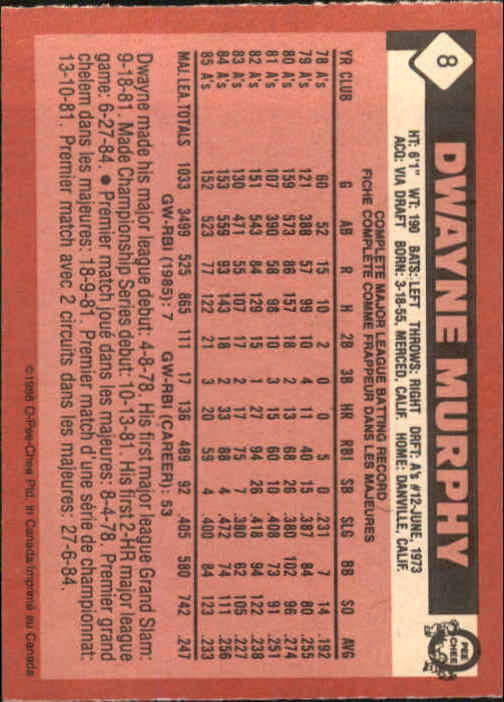 8
DWAYNE MURPHY
O-PEE-CHEE
HT: 6'1" WT: 190 BATS: LEFT THROWS: RIGHT DRFT: A's #12-JUNE, 1973
ACQ: VIA DRAFT BORN: 3-18-55, MERCED, CALIF. HOME: DANVILLE, CALIF.
COMPLETE MAJOR LEAGUE BATTING RECORD
FICHE COMPLÈTE COMME FRAPPEUR DANS LES MAJEURES
YR CLUB G AB R H 2B 3B HR RBI SB SLG BB SO AVG
78 A's 60 52 15 10 2 0 0 5 0 .231 7 14 .192
79 A's 121 388 57 99 10 4 11 40 15 .387 84 80 .255
80 A's 159 573 86 157 18 2 13 68 26 .380 102 96 .274
81 A's 107 390 58 98 10 3 15 60 10 .408 73 91 .251
82 A's 151 543 84 129 15 1 27 94 26 .418 94 122 .238
83 A's 130 471 55 107 17 2 17 75 7 .380 62 105 .227
84 A's 153 559 93 143 18 2 33 88 4 .472 74 111 .256
85 A's 152 523 77 122 21 3 20 59 4 .400 84 123 .233
MAJ. LEA. TOTALS 1033 3499 525 865 111 17 136 489 92 .405 580 742 .247
GW-RBI (1985): 7 GW-RBI (CAREER): 53
Dwayne made his major league debut: 4-8-78. His first major league Grand Slam:
9-18-81. Made Championship Series debut: 10-13-81. His first 2-HR major league
game: 6-27-84. ● Premier match joué dans les majeures: 8-4-78. Premier grand
chelem dans les majeures: 18-9-81. Premier match d'une série de championnat:
13-10-81. Premier match avec 2 circuits dans les majeures: 27-6-84.
©1986 O-Pee-Chee Ptd. in Canada/Imprimé au Canada